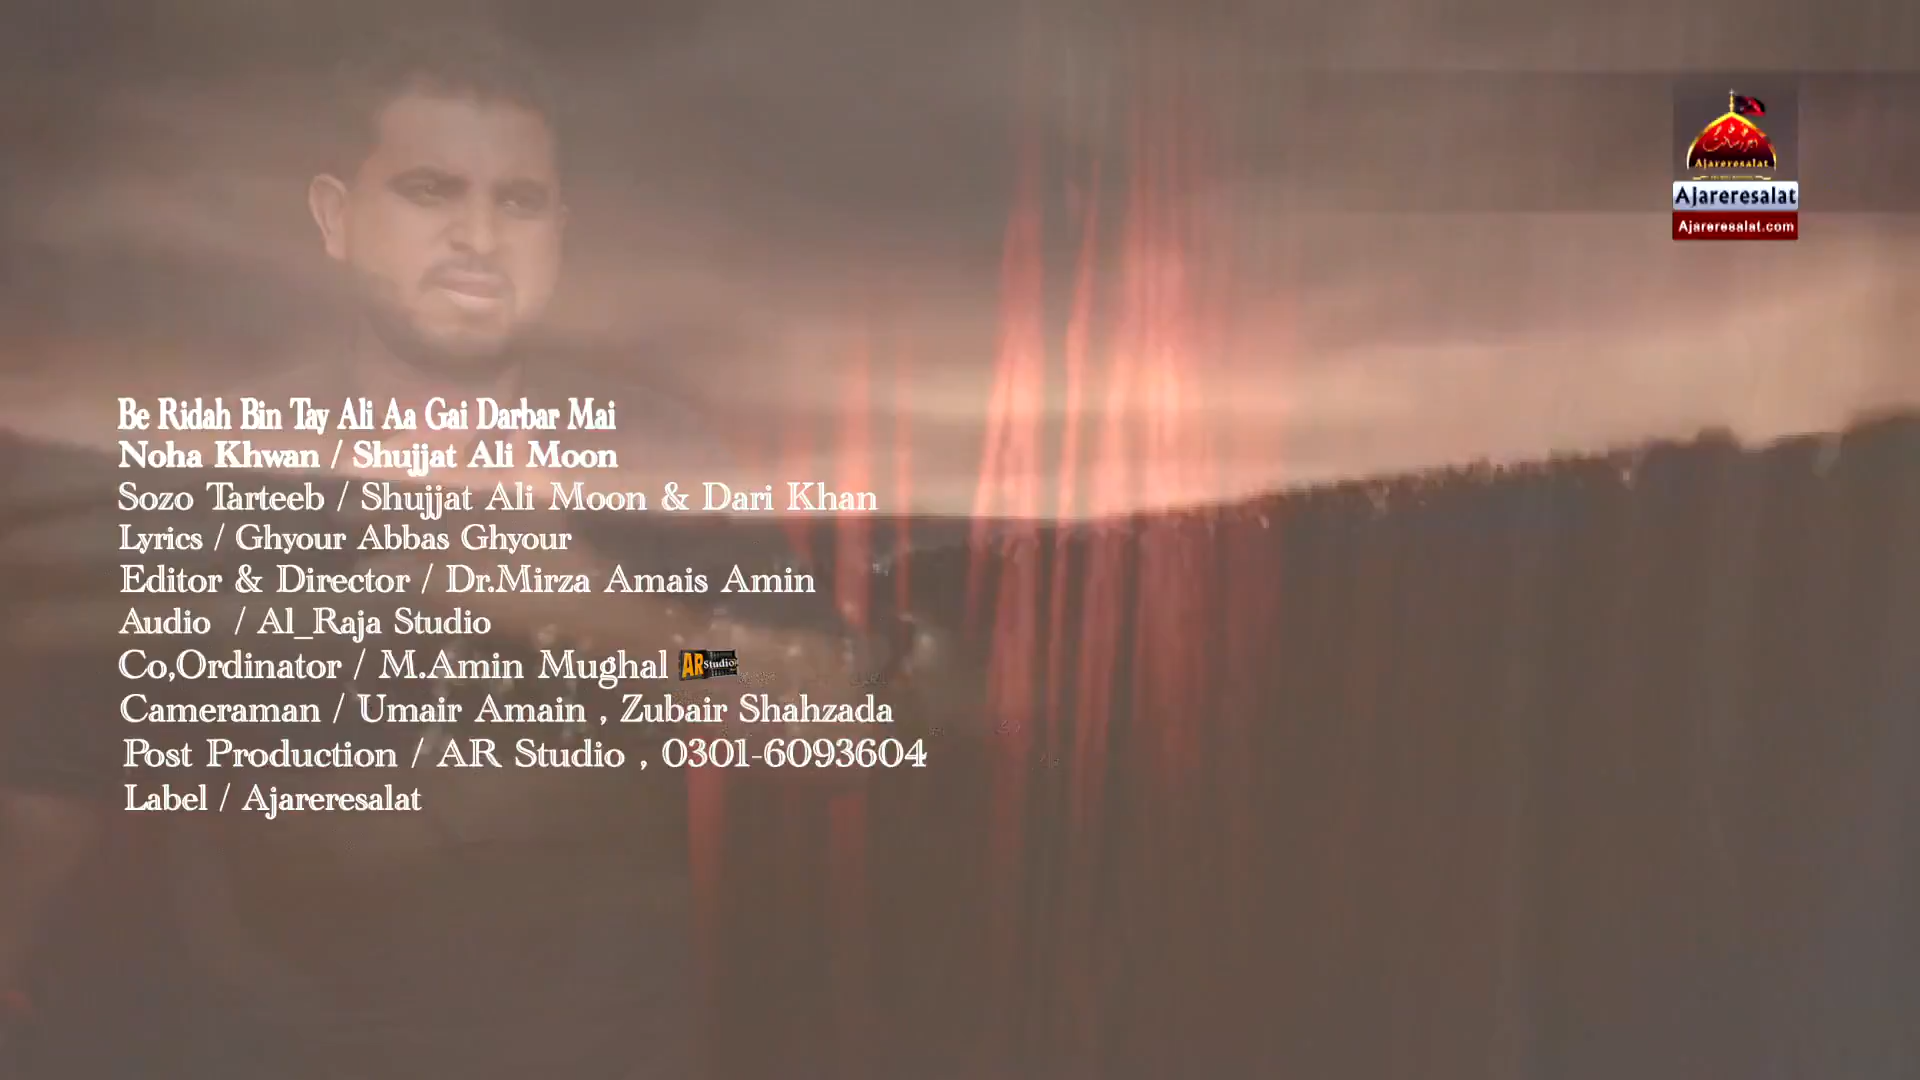 Ajareresalat
Ajareresalat
Ajareresalat.com
Be Ridah Bin Tay Ali Aa Gai Darbar Mai
Noha Khwan / Shujjat Ali Moon
Sozo Tarteeb / Shujjat Ali Moon & Dari Khan
Lyrics / Ghyour Abbas Ghyour
Editor & Director / Dr.Mirza Amais Amin
Audio / Al_Raja Studio
Co,Ordinator / M.Amin Mughal AR Studio
Cameraman / Umair Amain , Zubair Shahzada
Post Production / AR Studio , 0301-6093604
Label / Ajareresalat